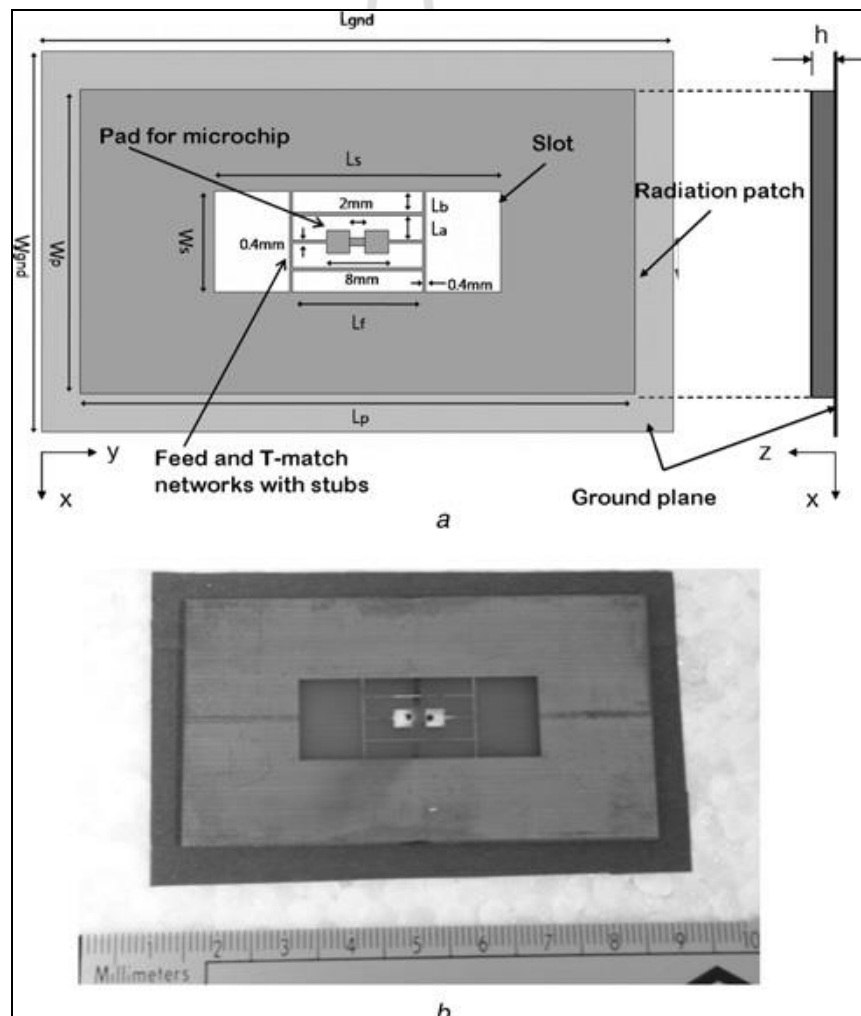 Lgnd
h
Pad for microchip
Ls
Slot
2mm
Lb
Radiation patch
La
Wgnd
Wp
Ws
0.4mm
8mm
0.4mm
Lf
Lp
y
x
Feed and T-match
networks with stubs
z
x
Ground plane
a
1 2 3 4 5 6 7 8 9 10
Millimeters
b